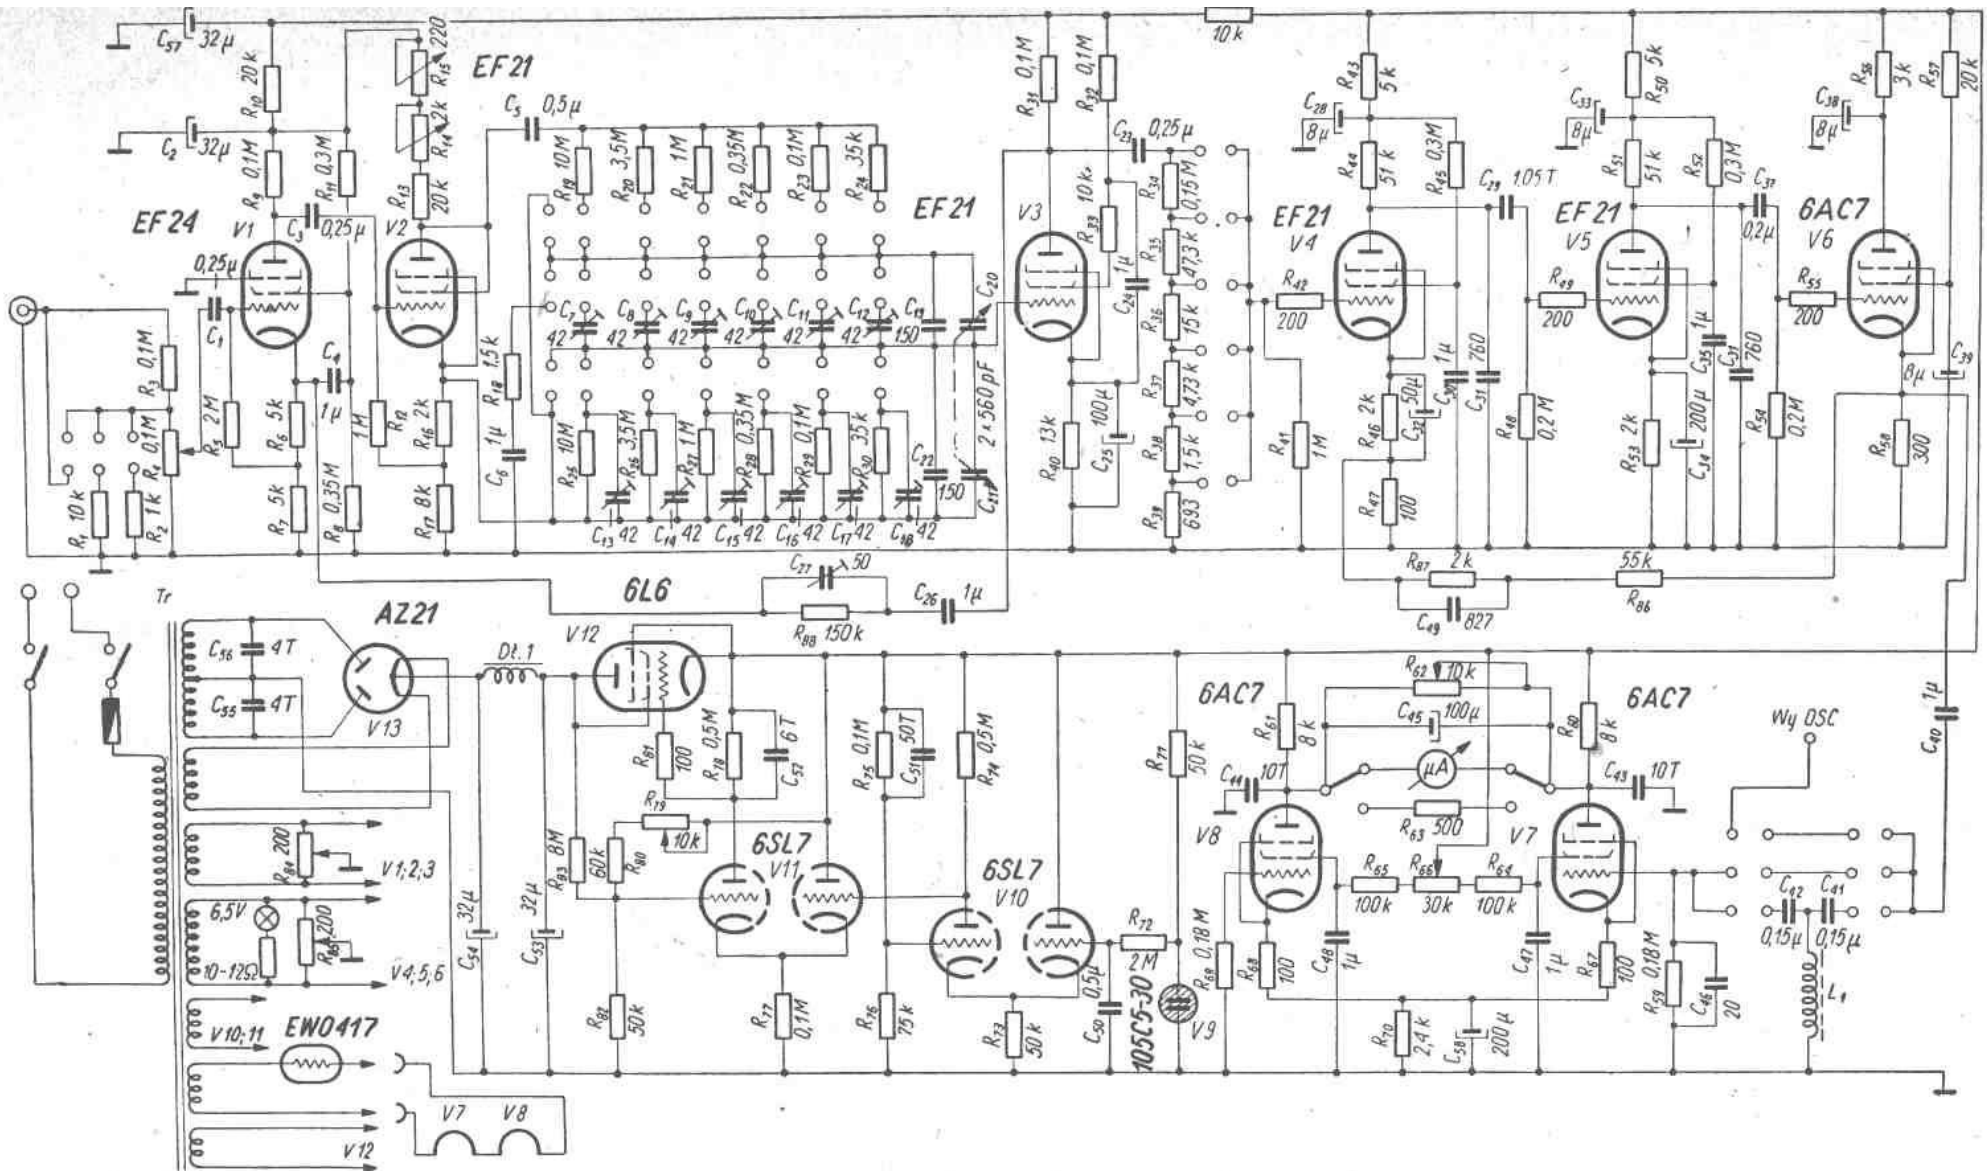 C57 32µ
R10 20k
C2 32µ
R9 0,1M
R11 0,3M
R15 220
R14 2k
R13 20k
EF21
C5 0,5µ
R19 10M
R20 3,5M
R21 1M
R22 0,35M
R23 0,1M
R24 35k
EF24
V1
C3 0,25µ
V2
0,25µ
C1
R3 0,1M
R4 0,1M
R5 2M
R6 5k
C4 1µ
1M R12
R16 2k
R1 10k
R2 1k
R7 5k
R8 0,35M
R17 8k
R18 1,5k
C6 1µ
C7 42
C8 42
C9 42
C10 42
C11 42
C12 42
C19 150
C20
2 x 560 pF
R25 10M
R26 3,5M
R27 1M
R28 0,35M
R29 0,1M
R30 35k
C22 150
C21
C13 42
C14 42
C15 42
C16 42
C17 42
C18 42
EF21
V3
R31 0,1M
R32 0,1M
10k
C23 0,25µ
R33 10k
1µ C24
R34 0,15M
R35 47,3k
R36 15k
R37 4,73k
R38 1,5k
R39 693
R40 13k
C25 100µ
R43 5k
C28 8µ
R44 51k
R45 0,3M
EF21
V4
R42 200
R41 1M
R46 2k
C32 50µ
C30 1µ
C31 760
R47 100
C29 1,05T
R48 0,2M
R49 200
EF21
V5
C33 8µ
R50 5k
R51 51k
R52 0,3M
C37 0,2µ
R53 2k
C34 200µ
C35 1µ
760
R54 0,2M
R55 200
6AC7
V6
C38 8µ
R56 3k
R57 20k
C39 8µ
R58 300
R87 2k
C49 827
55k
R86
C27 50
R88 150k
C26 1µ
Tr
C56 4T
C55 4T
AZ21
V13
Dł.1
6L6
V12
R81 100
R78 0,5M
6T C52
R79 10k
R83 8M
60k R80
6SL7
V11
R75 0,1M
50T C51
R74 0,5M
6SL7
V10
C54 32µ
C53 32µ
R82 50k
R77 0,1M
R76 75k
R73 50k
C50 0,5µ
R72 2M
R71 50k
105C5-30
V9
6AC7
V8
R61 8k
C44 10T
R62 10k
C45 100µ
µA
R63 500
V7
6AC7
R60 8k
C43 10T
R65 100k
R66 30k
R64 100k
R69 0,18M
R68 100
C48 1µ
C47 1µ
R67 100
R70 2,4k
C58 200µ
R59 0,18M
C46 20
Wy OSC
C42 0,15µ
C41 0,15µ
L1
C40 1µ
R84 200
V1;2;3
6,5V
R85 200
10-12Ω
V4;5;6
V10;11
EW0417
V7 V8
V12